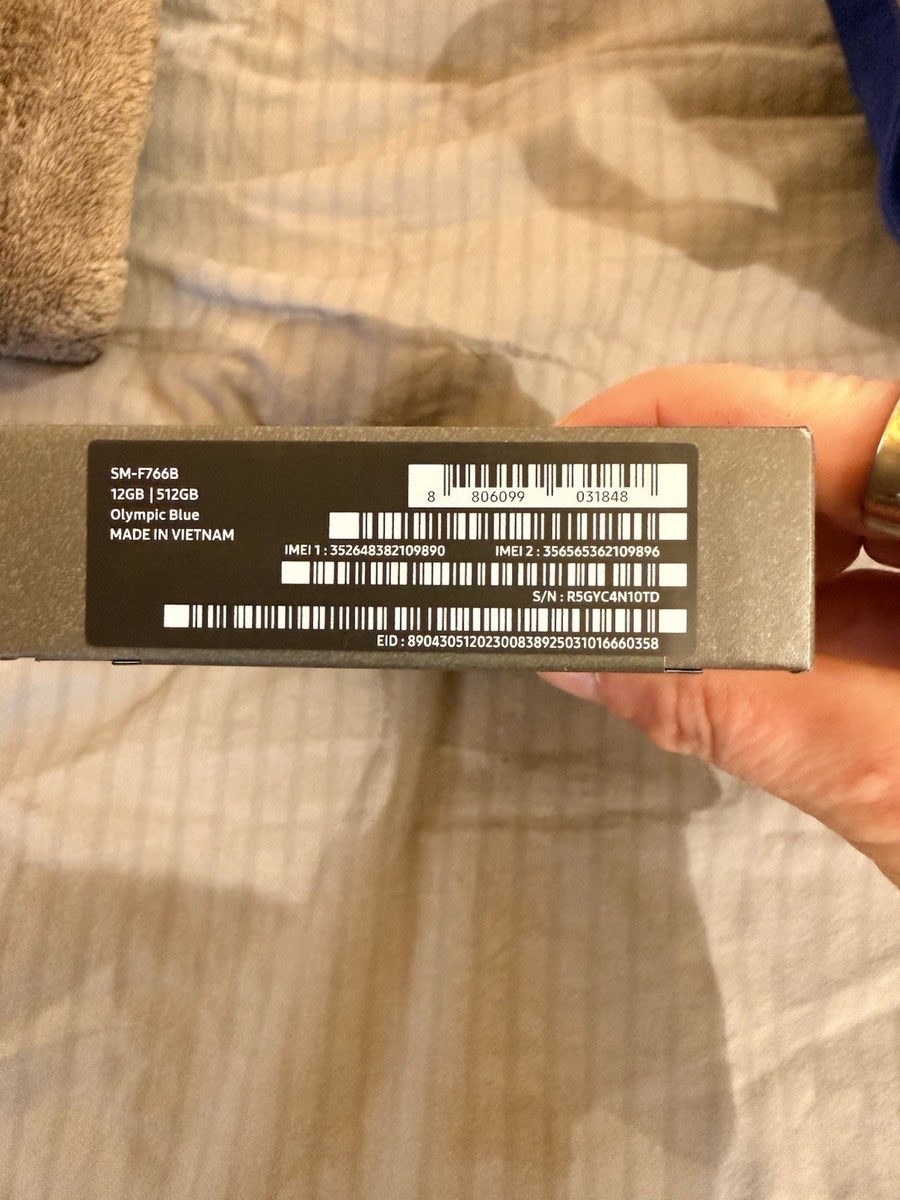 SM-F766B
12GB | 512GB
Olympic Blue
MADE IN VIETNAM
8 806099 031848
IMEI 1 : 352648382109890 IMEI 2 : 356565362109896
S/N : R5GYC4N10TD
EID : 89043051202300838925031016660358